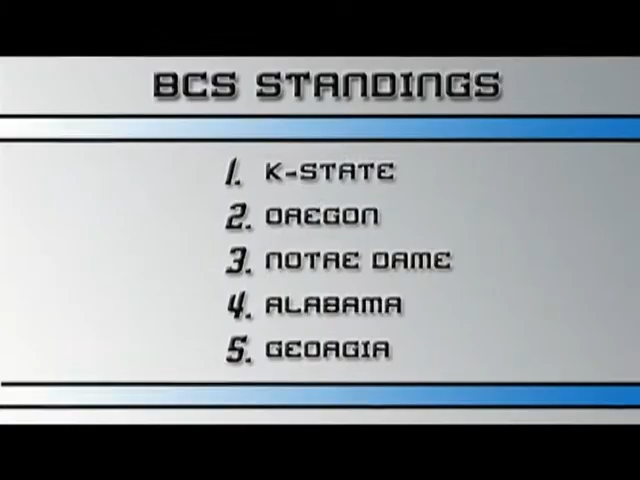 BCS STANDINGS
1. K-STATE
2. OREGON
3. NOTRE DAME
4. ALABAMA
5. GEORGIA